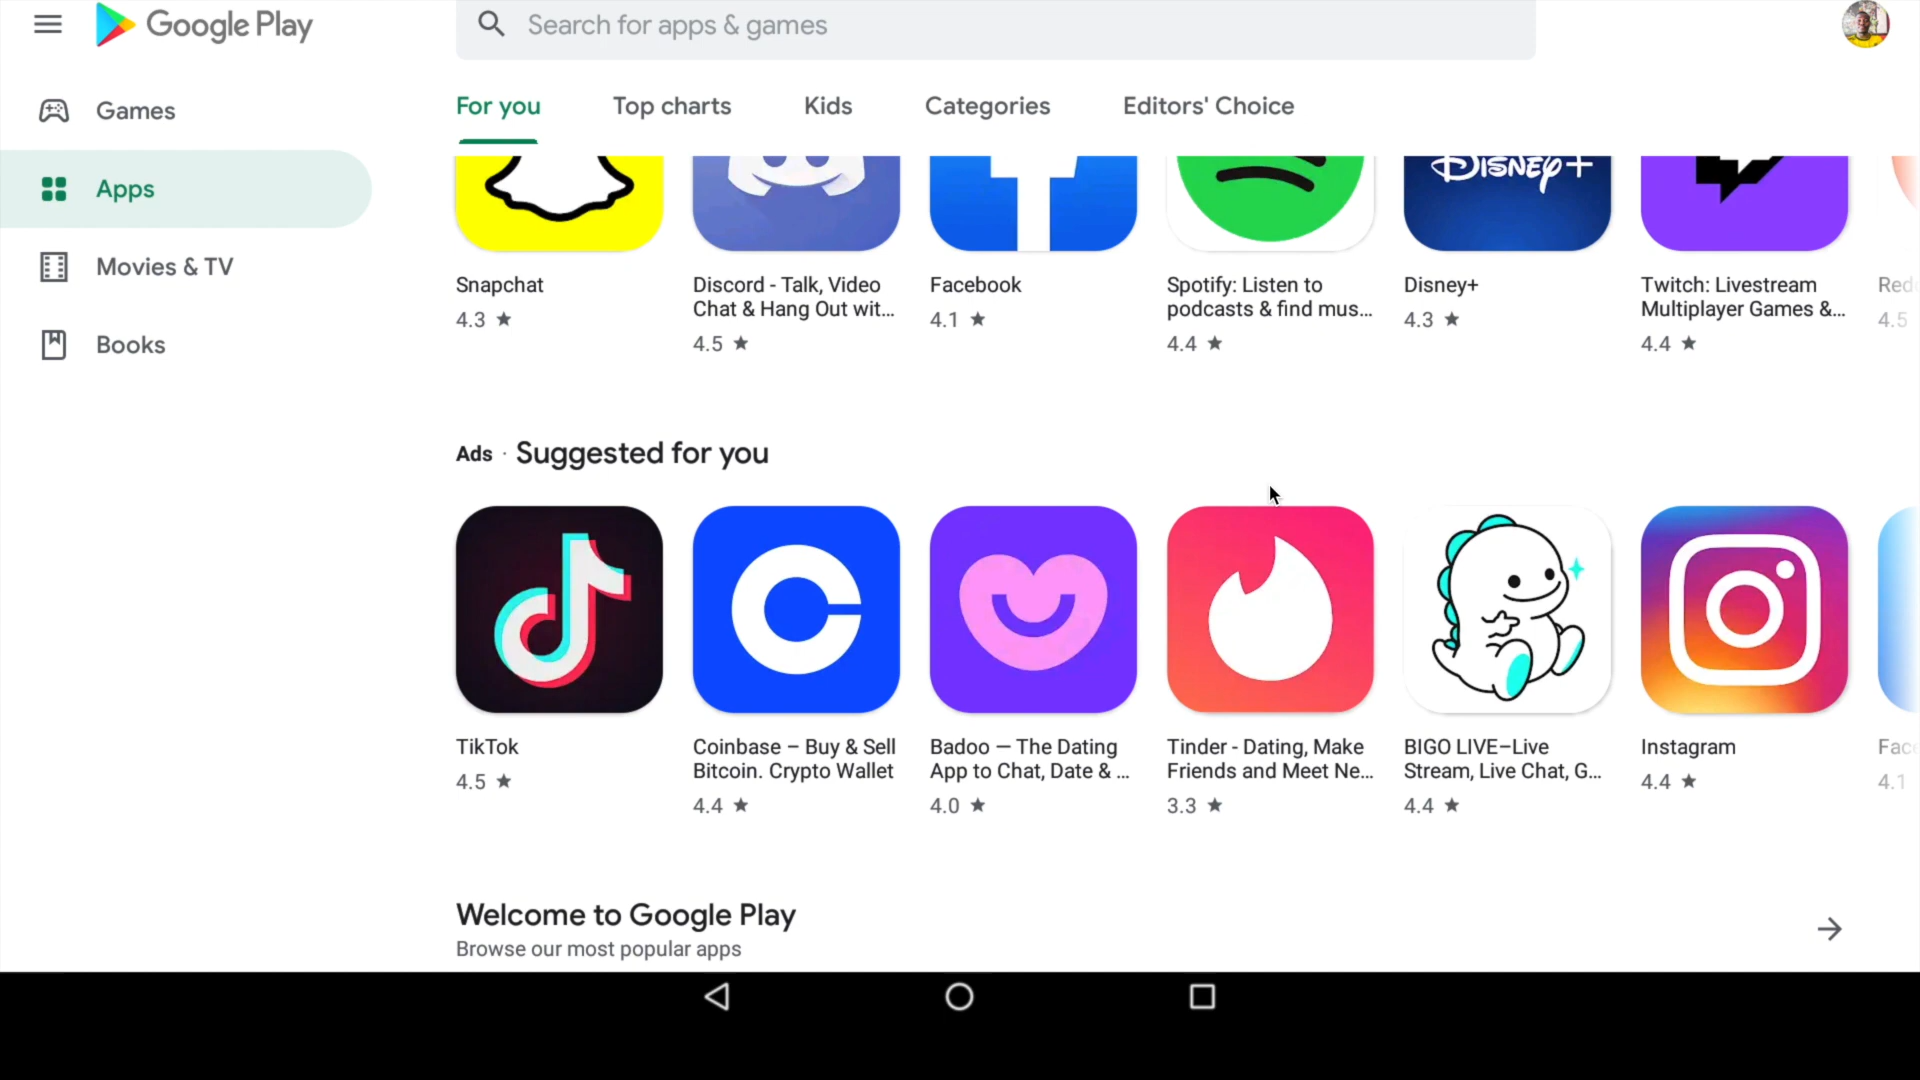 Google Play
Search for apps & games
Games
Apps
Movies & TV
Books
For you
Top charts
Kids
Categories
Editors' Choice
DISNEY+
Snapchat
4.3 ★
Discord - Talk, Video
Chat & Hang Out wit...
4.5 ★
Facebook
4.1 ★
Spotify: Listen to
podcasts & find mus...
4.4 ★
Disney+
4.3 ★
Twitch: Livestream
Multiplayer Games &...
4.4 ★
4.5
Ads · Suggested for you
TikTok
4.5 ★
Coinbase – Buy & Sell
Bitcoin. Crypto Wallet
4.4 ★
Badoo — The Dating
App to Chat, Date & ...
4.0 ★
Tinder - Dating, Make
Friends and Meet Ne...
3.3 ★
BIGO LIVE–Live
Stream, Live Chat, G...
4.4 ★
Instagram
4.4 ★
4.1
Welcome to Google Play
Browse our most popular apps